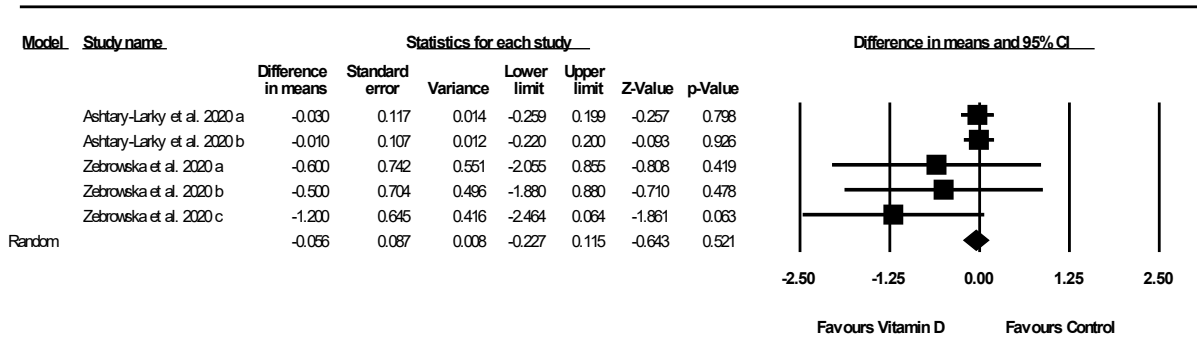 Model Study name Statistics for each study Difference in means and 95% CI
Difference in means Standard error Variance Lower limit Upper limit Z-Value p-Value
Ashtary-Larky et al. 2020 a -0.030 0.117 0.014 -0.259 0.199 -0.257 0.798
Ashtary-Larky et al. 2020 b -0.010 0.107 0.012 -0.220 0.200 -0.093 0.926
Zebrowska et al. 2020 a -0.600 0.742 0.551 -2.055 0.855 -0.808 0.419
Zebrowska et al. 2020 b -0.500 0.704 0.496 -1.880 0.880 -0.710 0.478
Zebrowska et al. 2020 c -1.200 0.645 0.416 -2.464 0.064 -1.861 0.063
Random -0.056 0.087 0.008 -0.227 0.115 -0.643 0.521
-2.50 -1.25 0.00 1.25 2.50
Favours Vitamin D Favours Control